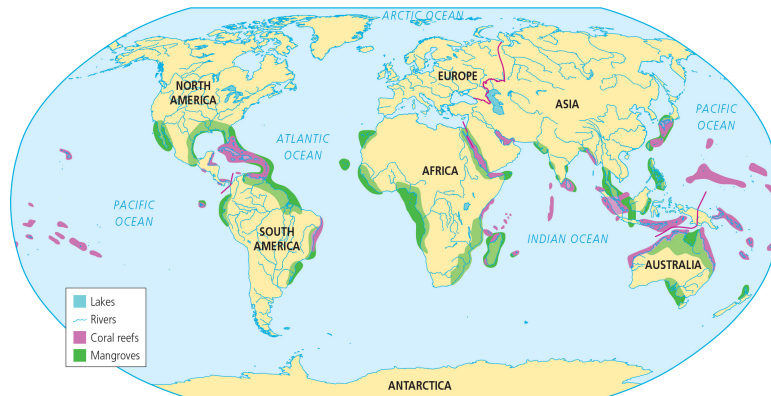 ARCTIC OCEAN
NORTH
AMERICA
EUROPE
ASIA
PACIFIC
OCEAN
ATLANTIC
OCEAN
AFRICA
PACIFIC
OCEAN
SOUTH
AMERICA
INDIAN OCEAN
AUSTRALIA
Lakes
Rivers
Coral reefs
Mangroves
ANTARCTICA